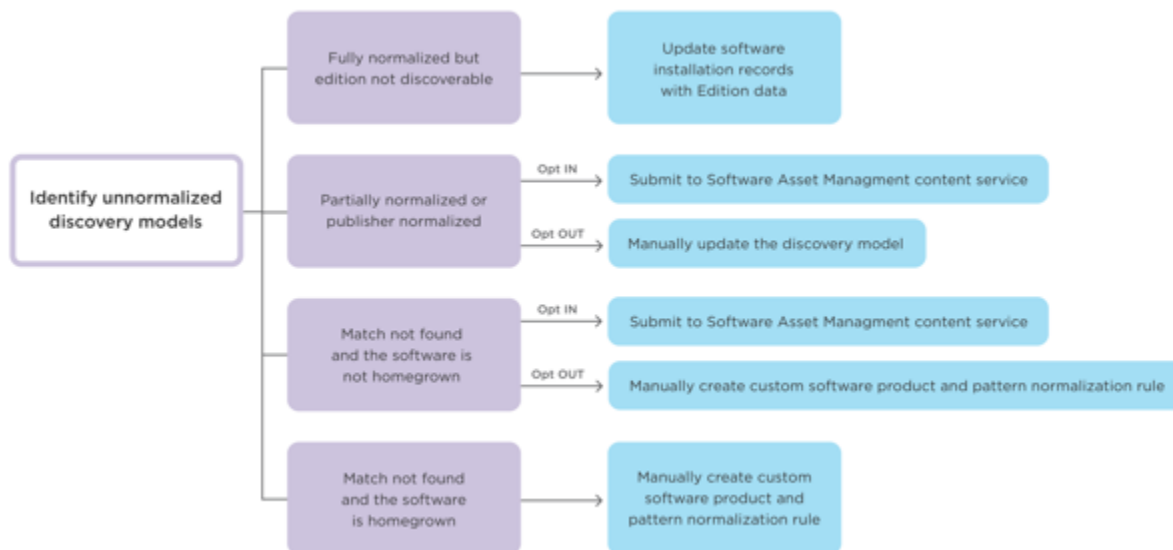 Fully normalized but
edition not discoverable
Update software
installation records
with Edition data
Identify unnormalized
discovery models
Partially normalized or
publisher normalized
Opt IN
Submit to Software Asset Managment content service
Opt OUT
Manually update the discovery model
Match not found
and the software is
not homegrown
Opt IN
Submit to Software Asset Managment content service
Opt OUT
Manually create custom software product and pattern normalization rule
Match not found
and the software
is homegrown
Manually create custom
software product and
pattern normalization rule